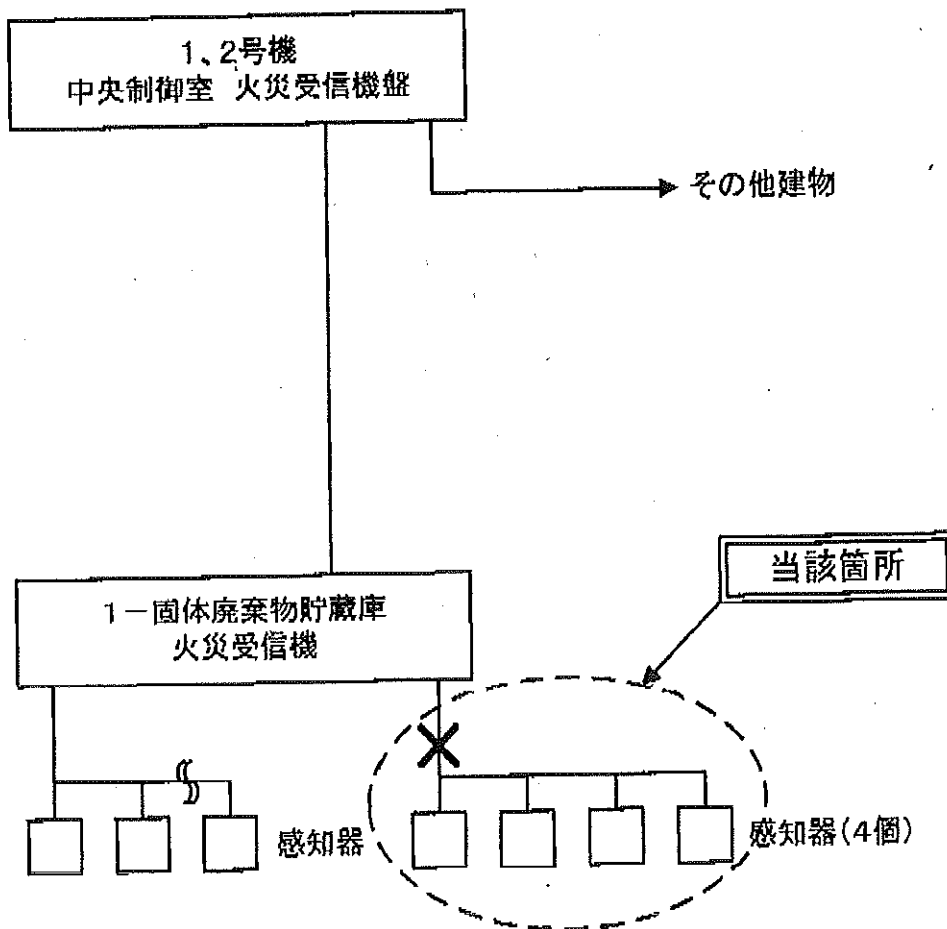 1、2号機
中央制御室 火災受信機盤
その他建物
当該箇所
1－固体廃棄物貯蔵庫
火災受信機
感知器
感知器(4個)